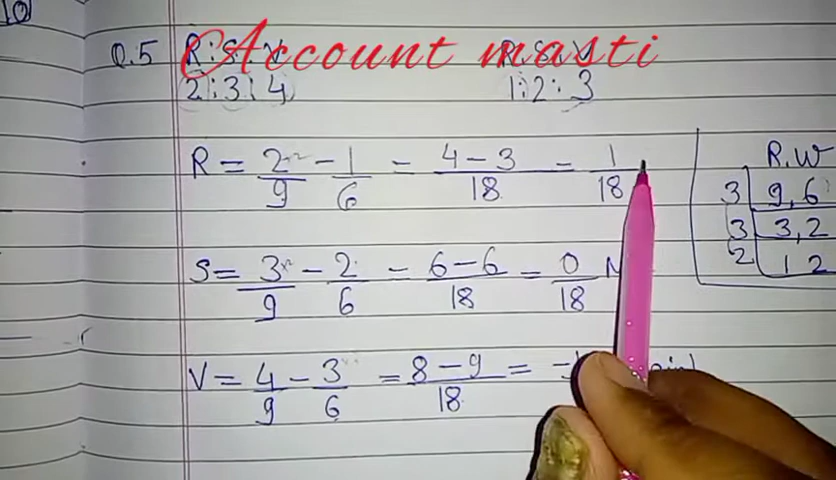 10
Q.5 R:S:V R:S:V
Account masti
2:3:4 1:2:3
R = 2/9 - 1/6 = 4-3/18 = 1/18
R.W
3 | 9, 6
3 | 3, 2
2 | 1 2
S = 3/9 - 2/6 - 6-6/18 = 0/18 N
V = 4/9 - 3/6 = 8-9/18 = -1